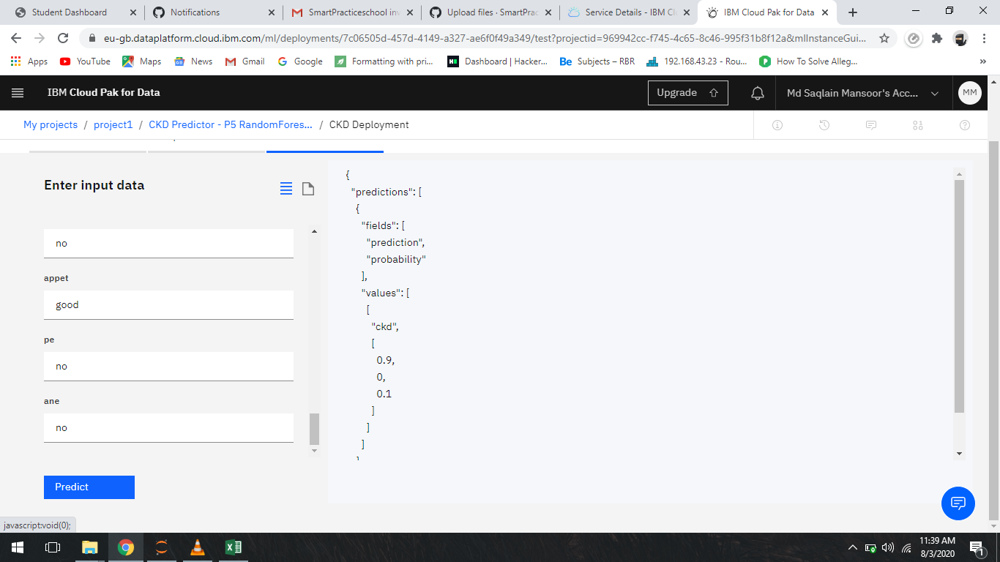 Student Dashboard
Notifications
SmartPracticeschool inv
Upload files · SmartPrac
Service Details - IBM Cl
IBM Cloud Pak for Data
eu-gb.dataplatform.cloud.ibm.com/ml/deployments/7c06505d-457d-4149-a327-ae6f0f49a349/test?projectid=969942cc-f745-4c65-8c46-995f31b8f12a&mlInstanceGui...
Apps
YouTube
Maps
News
Gmail
Google
Formatting with pri...
Dashboard | Hacker...
Subjects – RBR
192.168.43.23 - Rou...
How To Solve Alleg...
»
IBM Cloud Pak for Data
Upgrade
Md Saqlain Mansoor's Acc...
MM
My projects / project1 / CKD Predictor - P5 RandomFores... / CKD Deployment
Enter input data
no
appet
good
pe
no
ane
no
Predict
{
"predictions": [
{
"fields": [
"prediction",
"probability"
],
"values": [
[
"ckd",
[
0.9,
0,
0.1
]
]
]
javascript:void(0);
11:39 AM
8/3/2020
1